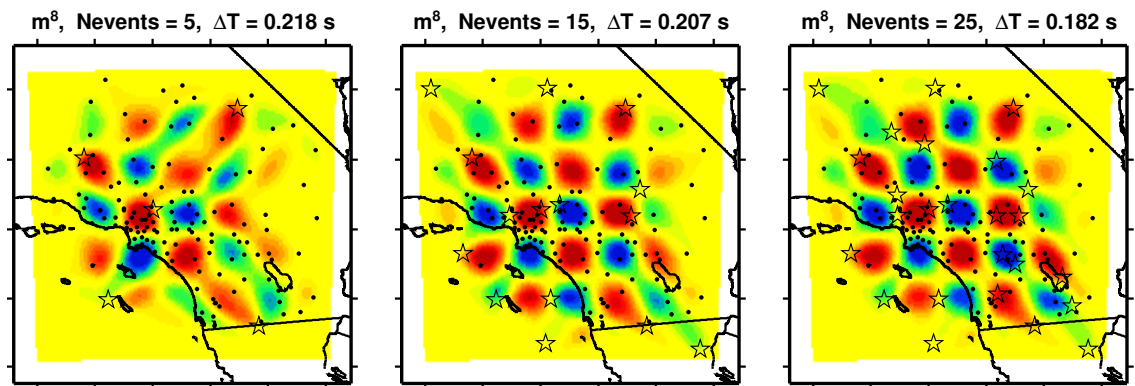 m⁸, Nevents = 5, ΔT = 0.218 s
m⁸, Nevents = 15, ΔT = 0.207 s
m⁸, Nevents = 25, ΔT = 0.182 s